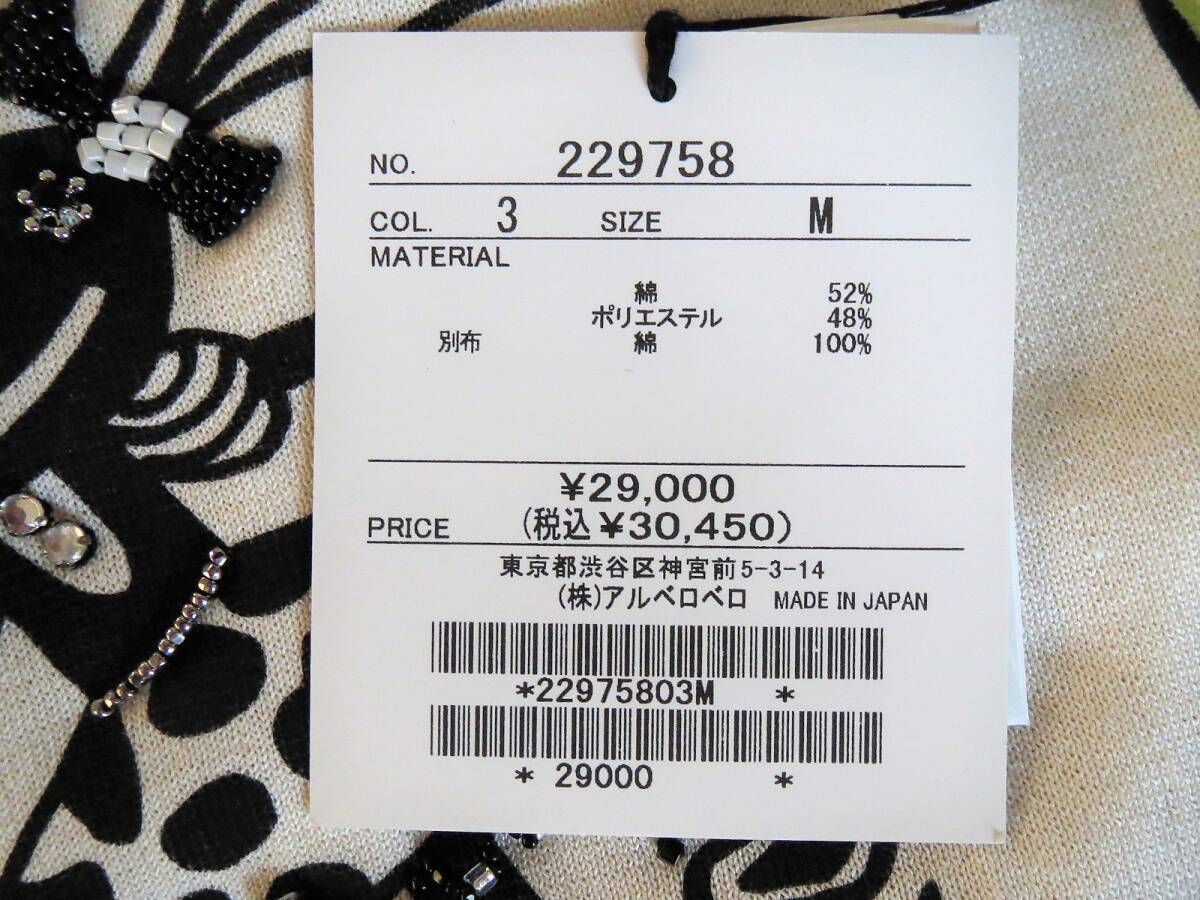 NO. 229758
COL. 3 SIZE M
MATERIAL
綿 52%
ポリエステル 48%
別布 綿 100%
¥29,000
PRICE (税込¥30,450)
東京都渋谷区神宮前5-3-14
(株)アルベロベロ MADE IN JAPAN
*22975803M *
* 29000 *